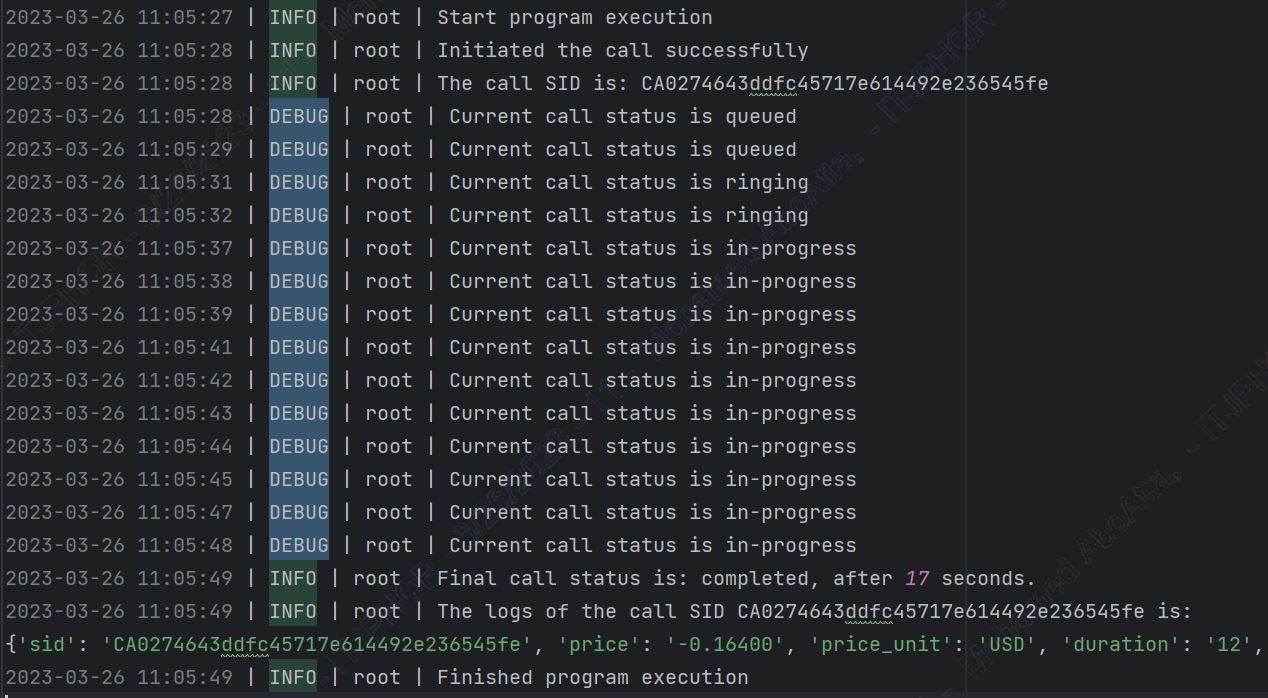 2023-03-26 11:05:27 | INFO | root | Start program execution
2023-03-26 11:05:28 | INFO | root | Initiated the call successfully
2023-03-26 11:05:28 | INFO | root | The call SID is: CA0274643ddfc45717e614492e236545fe
2023-03-26 11:05:28 | DEBUG | root | Current call status is queued
2023-03-26 11:05:29 | DEBUG | root | Current call status is queued
2023-03-26 11:05:31 | DEBUG | root | Current call status is ringing
2023-03-26 11:05:32 | DEBUG | root | Current call status is ringing
2023-03-26 11:05:37 | DEBUG | root | Current call status is in-progress
2023-03-26 11:05:38 | DEBUG | root | Current call status is in-progress
2023-03-26 11:05:39 | DEBUG | root | Current call status is in-progress
2023-03-26 11:05:41 | DEBUG | root | Current call status is in-progress
2023-03-26 11:05:42 | DEBUG | root | Current call status is in-progress
2023-03-26 11:05:43 | DEBUG | root | Current call status is in-progress
2023-03-26 11:05:44 | DEBUG | root | Current call status is in-progress
2023-03-26 11:05:45 | DEBUG | root | Current call status is in-progress
2023-03-26 11:05:47 | DEBUG | root | Current call status is in-progress
2023-03-26 11:05:48 | DEBUG | root | Current call status is in-progress
2023-03-26 11:05:49 | INFO | root | Final call status is: completed, after 17 seconds.
2023-03-26 11:05:49 | INFO | root | The logs of the call SID CA0274643ddfc45717e614492e236545fe is:
{'sid': 'CA0274643ddfc45717e614492e236545fe', 'price': '-0.16400', 'price_unit': 'USD', 'duration': '12',
2023-03-26 11:05:49 | INFO | root | Finished program execution